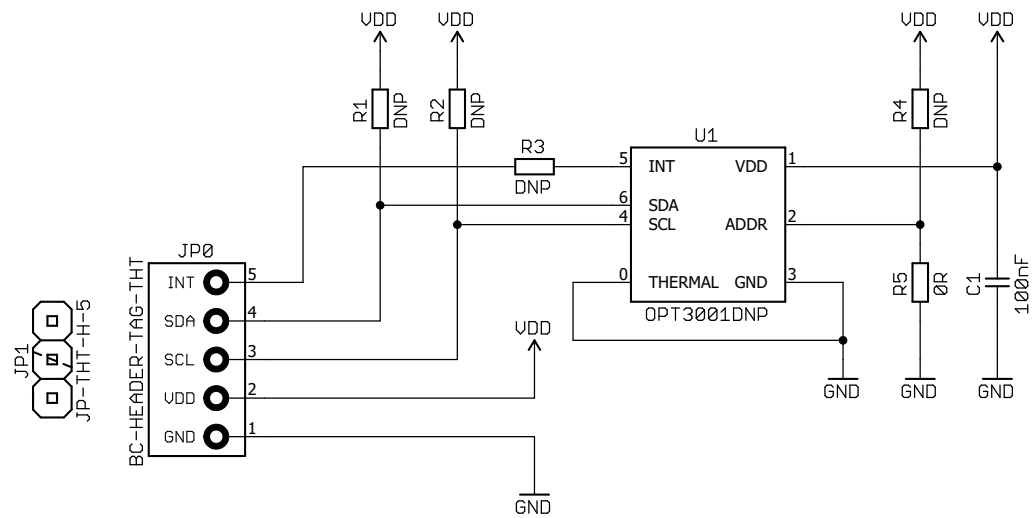 VDD
VDD
VDD
VDD
R1
DNP
R2
DNP
R4
DNP
U1
R3
DNP
5
INT
VDD
1
6
SDA
4
SCL
ADDR
2
0
THERMAL
GND
3
OPT3001DNP
R5
0R
C1
100nF
JP0
BC-HEADER-TAG-THT
INT
5
SDA
4
SCL
3
VDD
2
GND
1
JP1
JP-THT-H-5
VDD
GND
GND
GND
GND